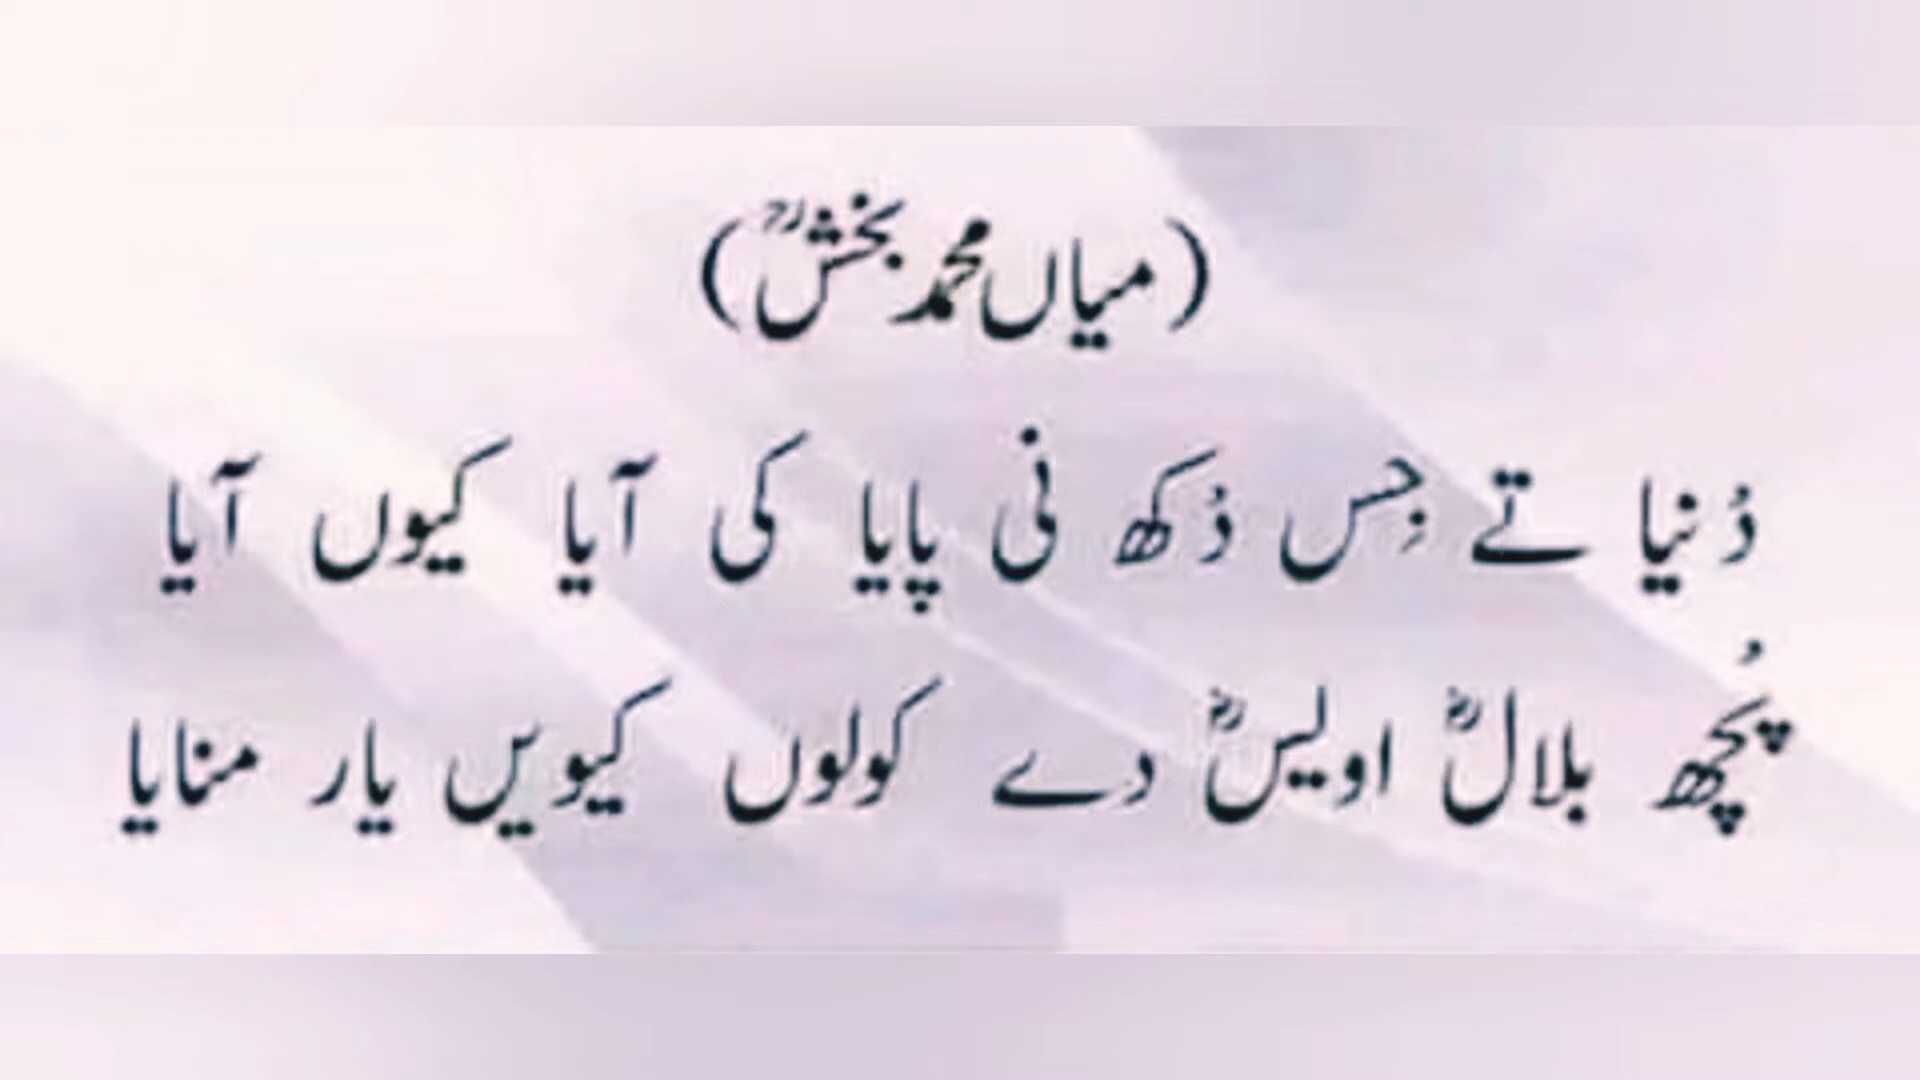 (میاں محمد بخشؒ)
دُنیا تے جِس دُکھ نی پایا کی آیا کیوں آیا
پُچھ بلالؓ اویسؓ دے کولوں کیویں یار منایا